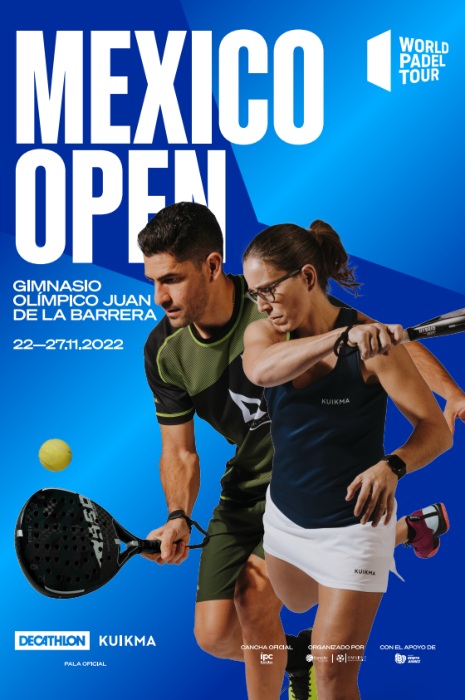 MEXICO
OPEN
WORLD
PADEL
TOUR
GIMNASIO
OLÍMPICO JUAN
DE LA BARRERA
22—27.11.2022
KUIKMA
KUIKMA
DECATHLON KUIKMA
PALA OFICIAL
CANCHA OFICIAL
ipc
ORGANIZADO POR
CON EL APOYO DE